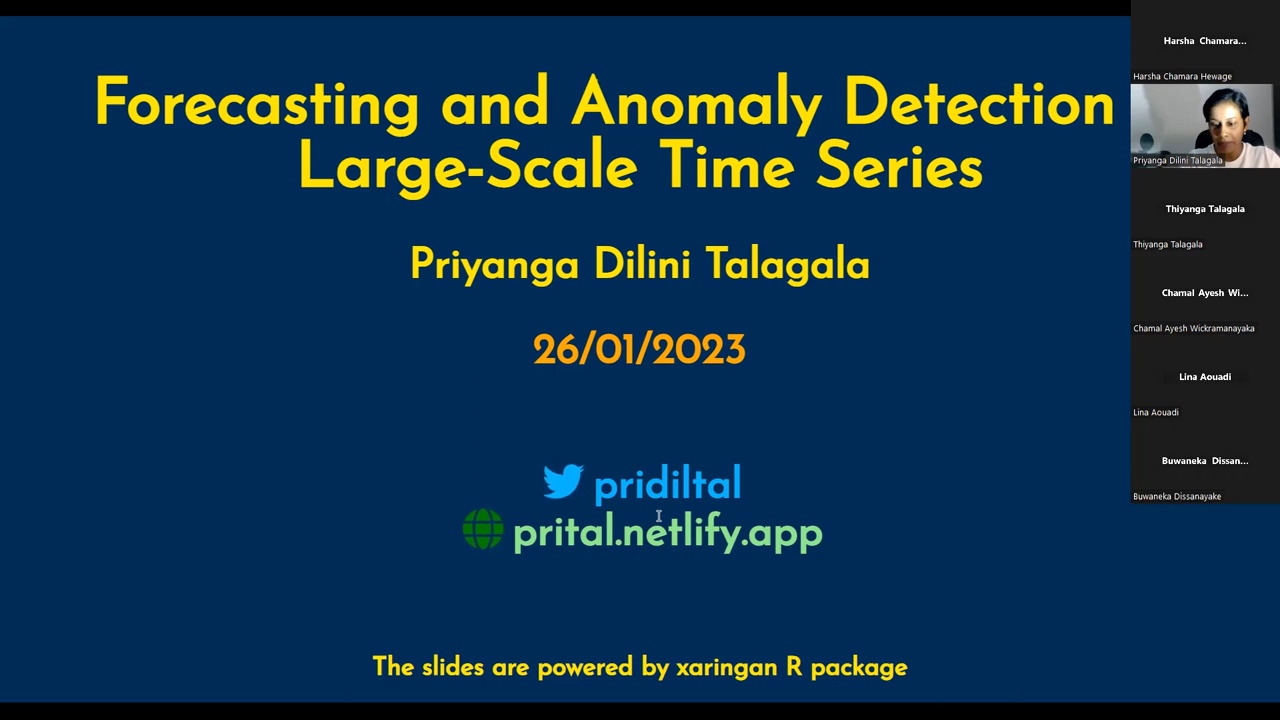 Forecasting and Anomaly Detection
Large-Scale Time Series
Priyanga Dilini Talagala
26/01/2023
pridiltal
prital.netlify.app
The slides are powered by xaringan R package
Harsha Chamara...
Harsha Chamara Hewage
Priyanga Dilini Talagala
Thiyanga Talagala
Thiyanga Talagala
Chamal Ayesh Wi...
Chamal Ayesh Wickramanayaka
Lina Aouadi
Lina Aouadi
Buwaneka Dissan...
Buwaneka Dissanayake